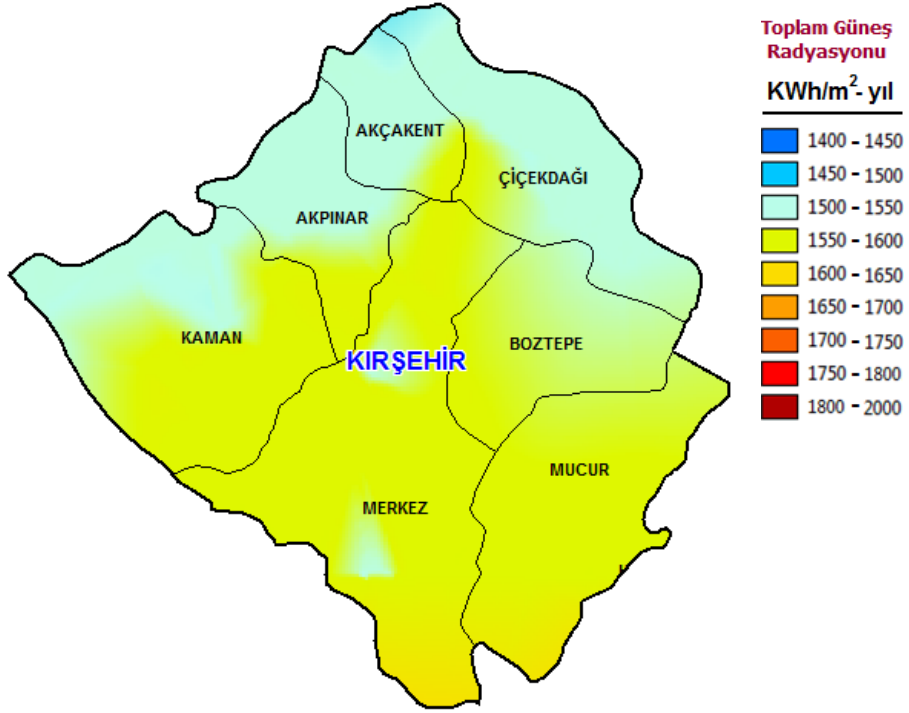 Toplam Güneş
Radyasyonu
KWh/m²- yıl
1400 – 1450
1450 – 1500
1500 – 1550
1550 – 1600
1600 – 1650
1650 – 1700
1700 – 1750
1750 – 1800
1800 – 2000
AKÇAKENT
ÇİÇEKDAĞI
AKPINAR
KAMAN
BOZTEPE
KIRŞEHİR
MUCUR
MERKEZ